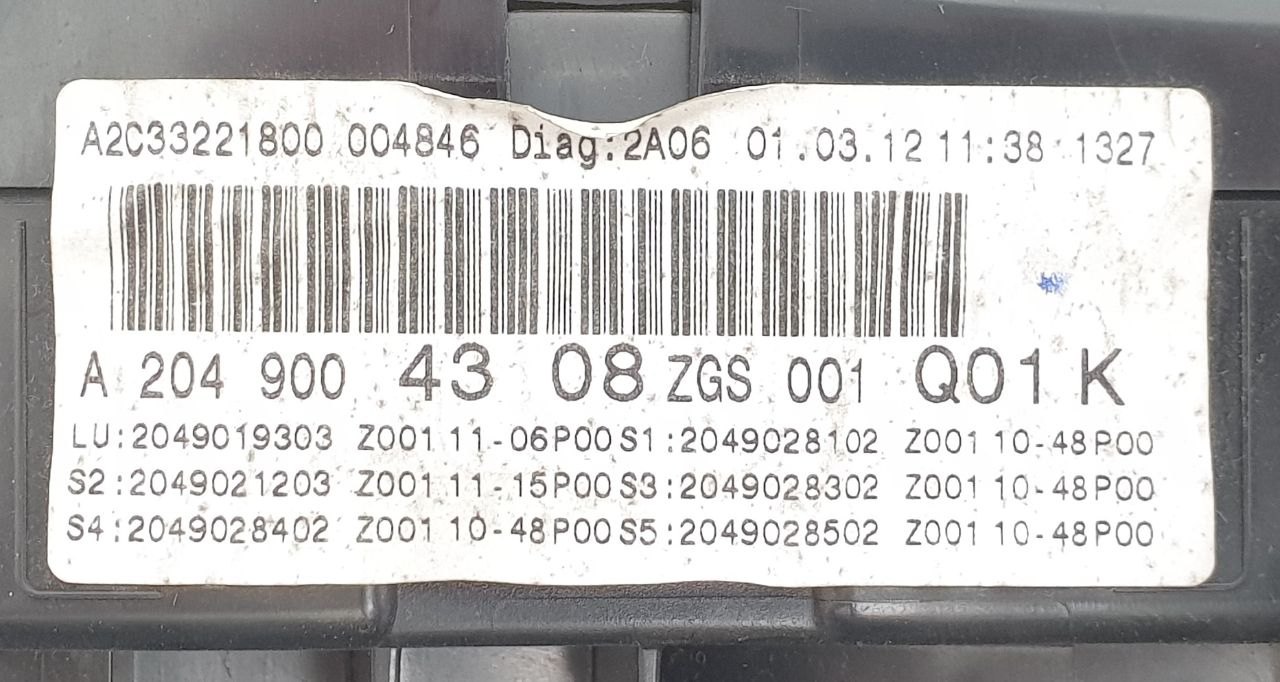 A2C33221800 004846 Diag:2A06 01.03.12 11:38 1327
A 204 900 43 08 ZGS 001 Q01 K
LU:2049019303 Z001 11-06P00 S1:2049028102 Z001 10-48P00
S2:2049021203 Z001 11-15P00 S3:2049028302 Z001 10-48P00
S4:2049028402 Z001 10-48P00 S5:2049028502 Z001 10-48P00